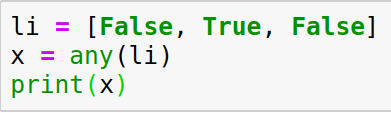 li = [False, True, False]
x = any(li)
print(x)